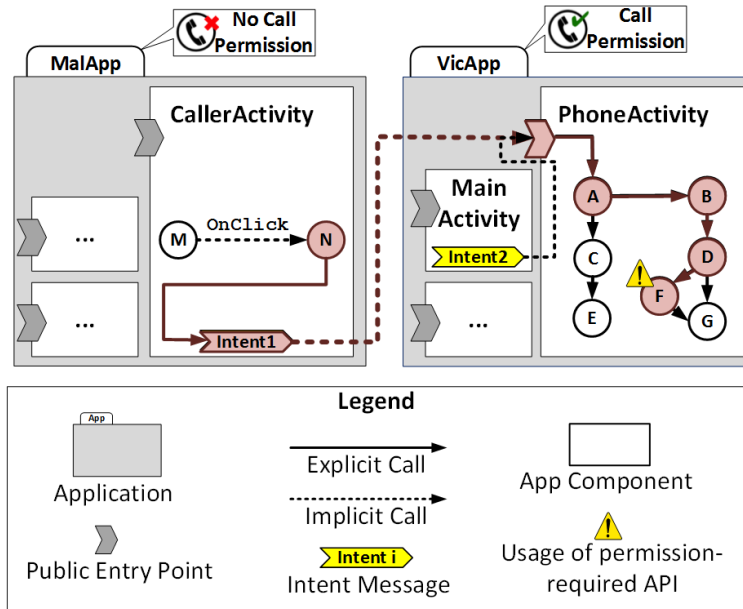 No Call
Permission
MalApp
Call
Permission
VicApp
CallerActivity
PhoneActivity
...
M
OnClick
N
...
Intent1
Main
Activity
Intent2
...
A
B
C
D
F
E
G
Legend
App
Application
Public Entry Point
Explicit Call
Implicit Call
Intent i
Intent Message
App Component
Usage of permission-
required API